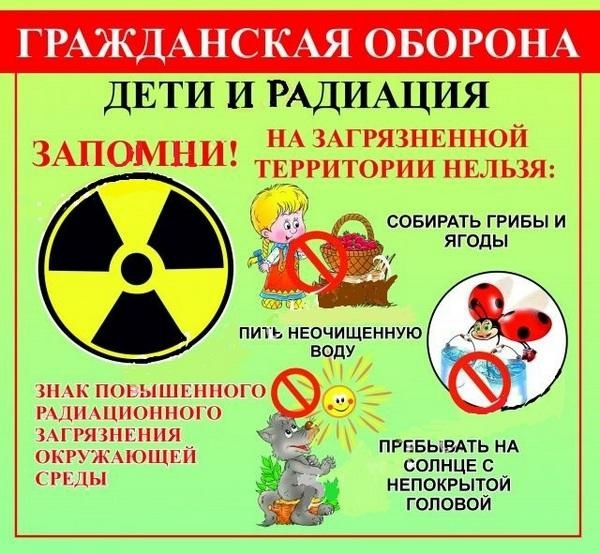 ГРАЖДАНСКАЯ ОБОРОНА
ДЕТИ И РАДИАЦИЯ
ЗАПОМНИ!
НА ЗАГРЯЗНЕННОЙ
ТЕРРИТОРИИ НЕЛЬЗЯ:
СОБИРАТЬ ГРИБЫ И
ЯГОДЫ
ПИТЬ НЕОЧИЩЕННУЮ
ВОДУ
ПРЕБЫВАТЬ НА
СОЛНЦЕ С
НЕПОКРЫТОЙ
ГОЛОВОЙ
ЗНАК ПОВЫШЕННОГО
РАДИАЦИОННОГО
ЗАГРЯЗНЕНИЯ
ОКРУЖАЮЩЕЙ
СРЕДЫ